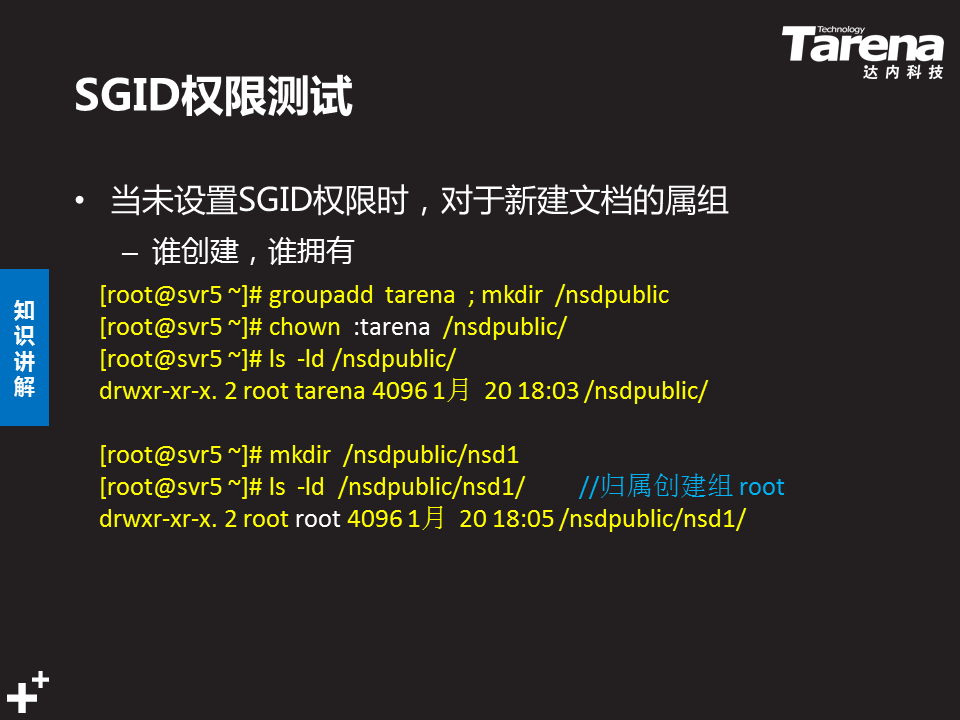 Technology
Tarena
达内科技
SGID权限测试
• 当未设置SGID权限时，对于新建文档的属组
– 谁创建，谁拥有
[root@svr5 ~]# groupadd  tarena  ; mkdir  /nsdpublic
[root@svr5 ~]# chown  :tarena  /nsdpublic/
[root@svr5 ~]# ls  -ld /nsdpublic/
drwxr-xr-x. 2 root tarena 4096 1月  20 18:03 /nsdpublic/
[root@svr5 ~]# mkdir  /nsdpublic/nsd1
[root@svr5 ~]# ls  -ld  /nsdpublic/nsd1/        //归属创建组 root
drwxr-xr-x. 2 root root 4096 1月  20 18:05 /nsdpublic/nsd1/
知
识
讲
解